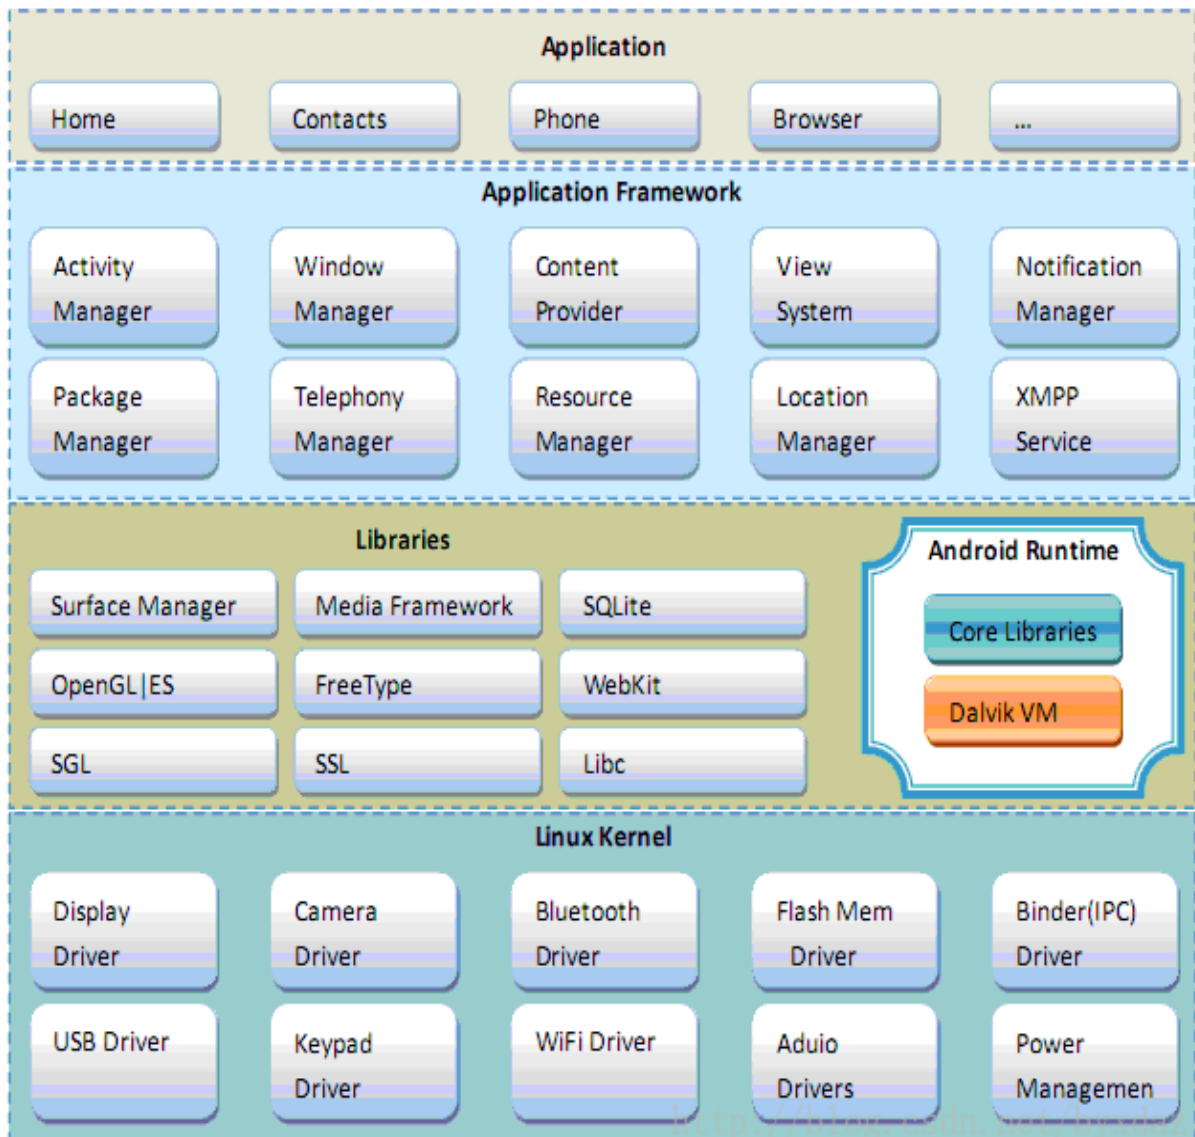 Application
Home
Contacts
Phone
Browser
...
Application Framework
Activity
Manager
Window
Manager
Content
Provider
View
System
Notification
Manager
Package
Manager
Telephony
Manager
Resource
Manager
Location
Manager
XMPP
Service
Libraries
Surface Manager
Media Framework
SQLite
OpenGL|ES
FreeType
WebKit
SGL
SSL
Libc
Android Runtime
Core Libraries
Dalvik VM
Linux Kernel
Display
Driver
Camera
Driver
Bluetooth
Driver
Flash Mem
Driver
Binder(IPC)
Driver
USB Driver
Keypad
Driver
WiFi Driver
Aduio
Drivers
Power
Managemen